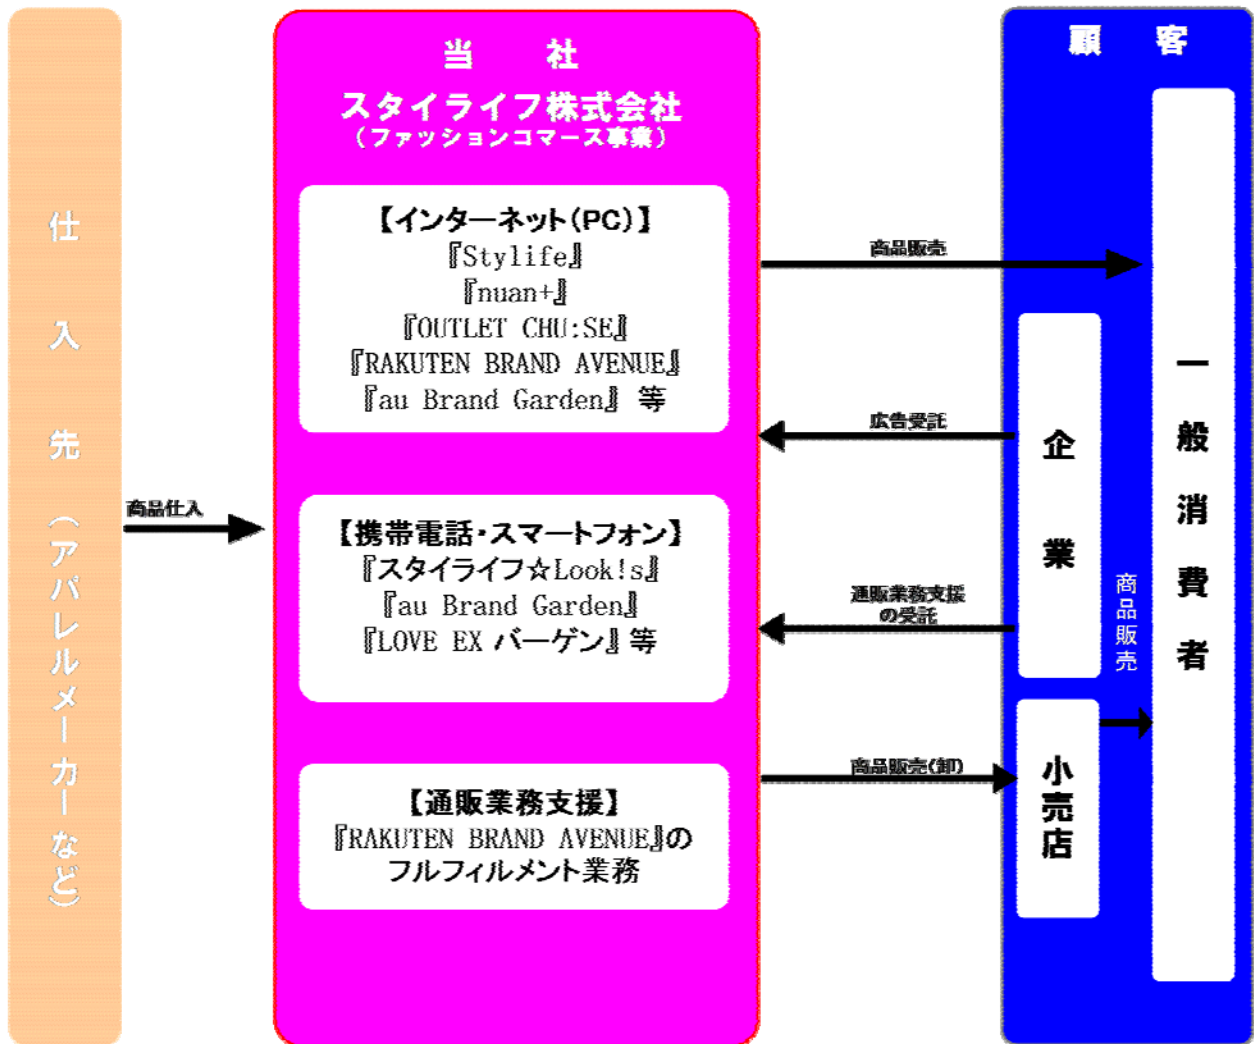 仕入先（アパレルメーカーなど）
商品仕入
当 社
スタイライフ株式会社
（ファッションコマース事業）
【インターネット（PC）】
『Stylife』
『nuan+』
『OUTLET CHU:SE』
『RAKUTEN BRAND AVENUE』
『au Brand Garden』 等
【携帯電話・スマートフォン】
『スタイライフ☆Look!s』
『au Brand Garden』
『LOVE EX バーゲン』 等
【通販業務支援】
『RAKUTEN BRAND AVENUE』の
フルフィルメント業務
商品販売
広告受託
通販業務支援
の受託
商品販売(卸)
顧 客
企業
小売店
商品販売
一般消費者